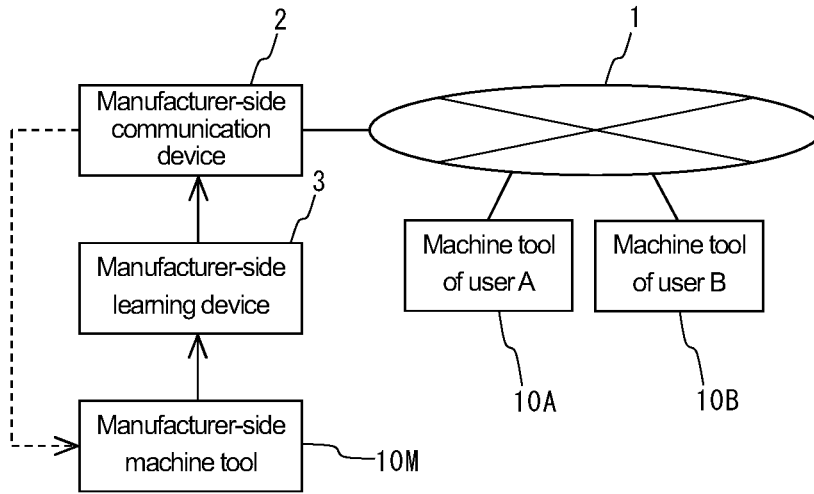 2
1
Manufacturer-side
communication
device
3
Manufacturer-side
learning device
Machine tool
of user A
Machine tool
of user B
10A
10B
Manufacturer-side
machine tool
10M